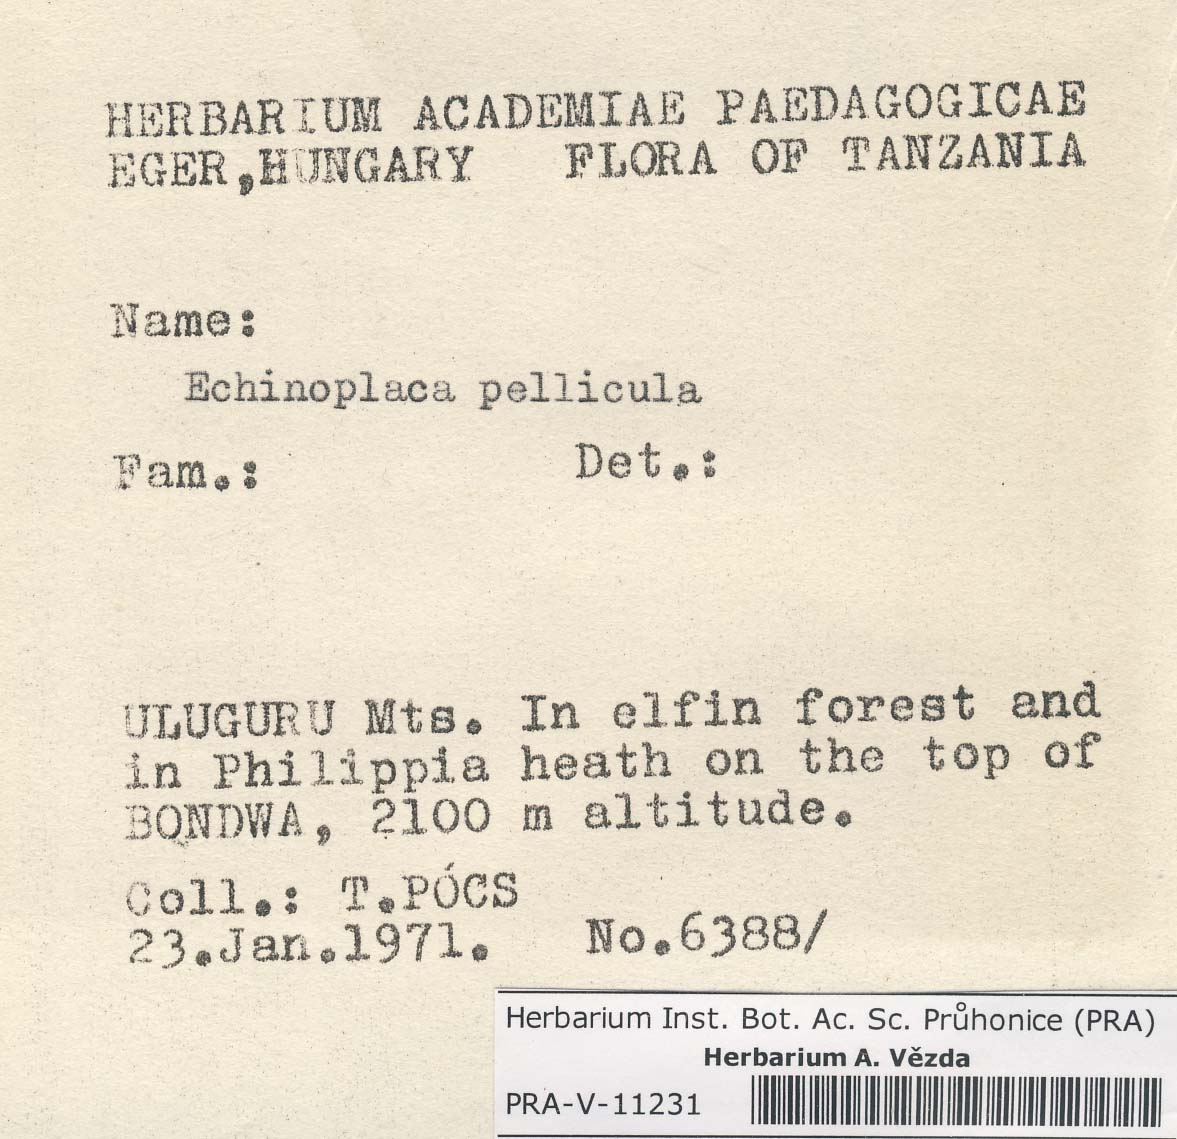 HERBARIUM ACADEMIAE PAEDAGOGICAE
EGER,HUNGARY FLORA OF TANZANIA
Name:
Echinoplaca pellicula
Fam.: Det.:
ULUGURU Mts. In elfin forest and
in Philippia heath on the top of
BONDWA, 2100 m altitude.
Coll.: T.PÓCS
23.Jan.1971. No.6388/
Herbarium Inst. Bot. Ac. Sc. Průhonice (PRA)
Herbarium A. Vězda
PRA-V-11231